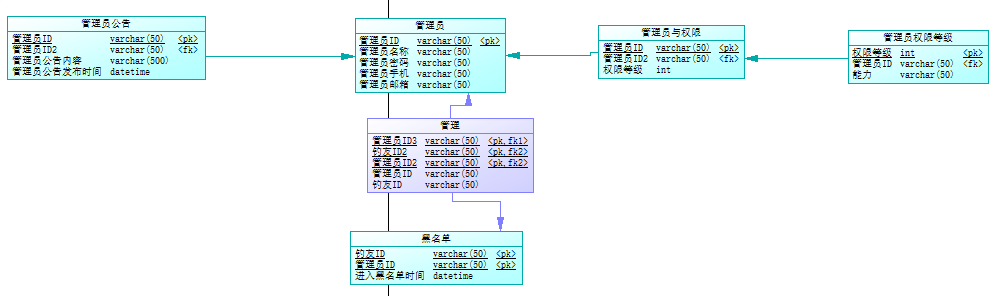 管理员公告
管理员ID varchar(50) <pk>
管理员ID2 varchar(50) <fk>
管理员公告内容 varchar(500)
管理员公告发布时间 datetime
管理员
管理员ID varchar(50) <pk>
管理员名称 varchar(50)
管理员密码 varchar(50)
管理员手机 varchar(50)
管理员邮箱 varchar(50)
管理员与权限
管理员ID varchar(50) <pk>
管理员ID2 varchar(50) <fk>
权限等级 int
管理员权限等级
权限等级 int <pk>
管理员ID varchar(50) <fk>
能力 varchar(50)
管理
管理员ID3 varchar(50) <pk,fk1>
钓友ID2 varchar(50) <pk,fk2>
管理员ID2 varchar(50) <pk,fk2>
管理员ID varchar(50)
钓友ID varchar(50)
黑名单
钓友ID varchar(50) <pk>
管理员ID varchar(50) <pk>
进入黑名单时间 datetime